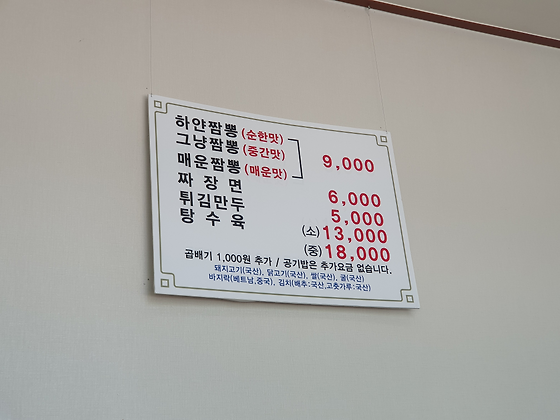 하얀짬뽕 (순한맛)
그냥짬뽕 (중간맛)
매운짬뽕 (매운맛) 9,000
짜 장 면 6,000
튀김만두 5,000
탕 수 육 (소) 13,000
(중) 18,000
곱배기 1,000원 추가 / 공기밥은 추가요금 없습니다.
돼지고기(국산), 닭고기(국산), 쌀(국산), 굴(국산)
바지락(베트남,중국), 김치(배추:국산,고춧가루:국산)